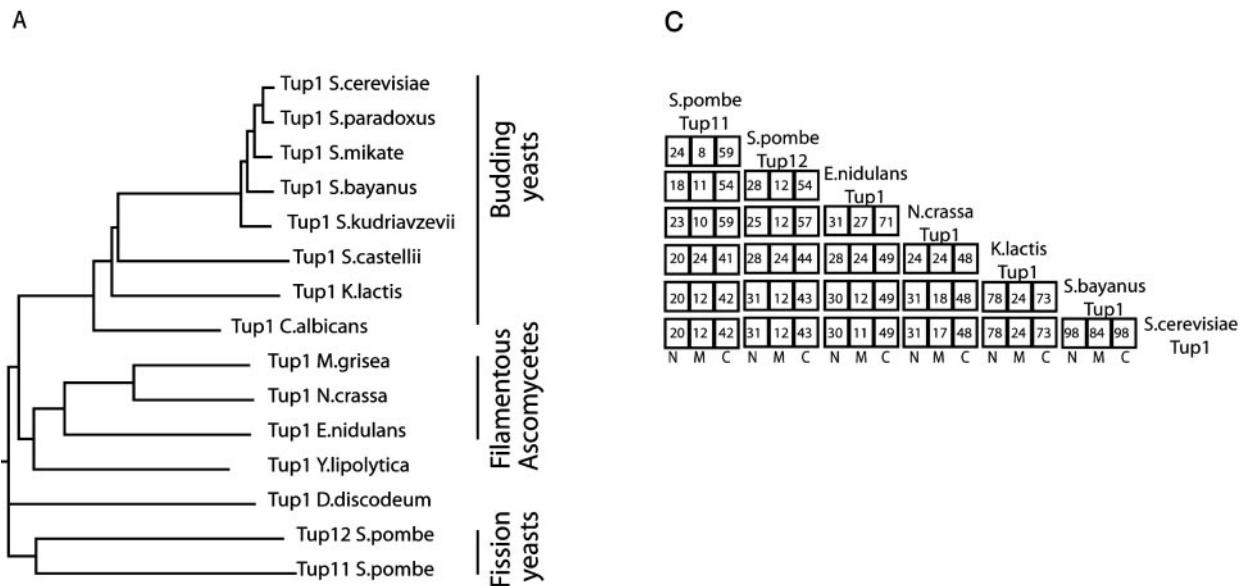 A
Tup1 S.cerevisiae
Tup1 S.paradoxus
Tup1 S.mikate
Tup1 S.bayanus
Tup1 S.kudriavzevii
Tup1 S.castellii
Tup1 K.lactis
Tup1 C.albicans
Tup1 M.grisea
Tup1 N.crassa
Tup1 E.nidulans
Tup1 Y.lipolytica
Tup1 D.discodeum
Tup12 S.pombe
Tup11 S.pombe
Budding
yeasts
Filamentous
Ascomycetes
Fission
yeasts
C
S.pombe
Tup11
24 8 59
S.pombe
Tup12
18 11 54 28 12 54
E.nidulans
Tup1
23 10 59 25 12 57 31 27 71
N.crassa
Tup1
20 24 41 28 24 44 28 24 49 24 24 48
K.lactis
Tup1
20 12 42 31 12 43 30 12 49 31 18 48 78 24 73
S.bayanus
Tup1
20 12 42 31 12 43 30 11 49 31 17 48 78 24 73 98 84 98
S.cerevisiae
Tup1
N M C N M C N M C N M C N M C N M C